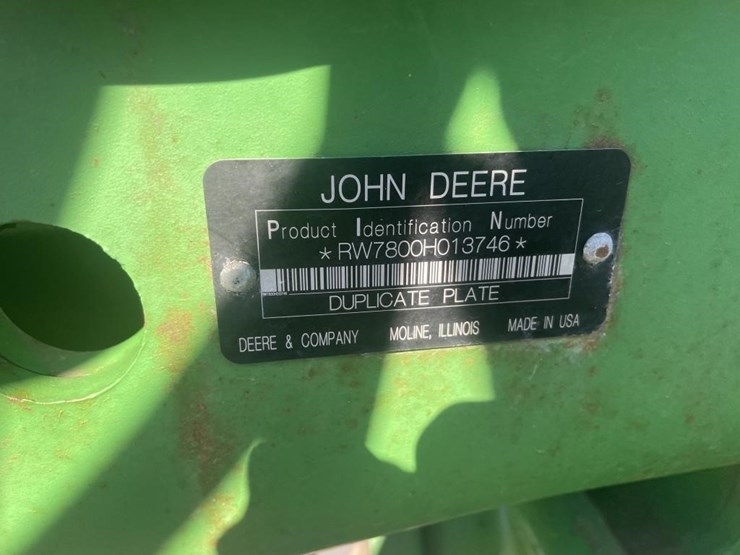 JOHN DEERE
Product Identification Number
*RW7800H013746*
DUPLICATE PLATE
DEERE & COMPANY MOLINE, ILLINOIS MADE IN USA